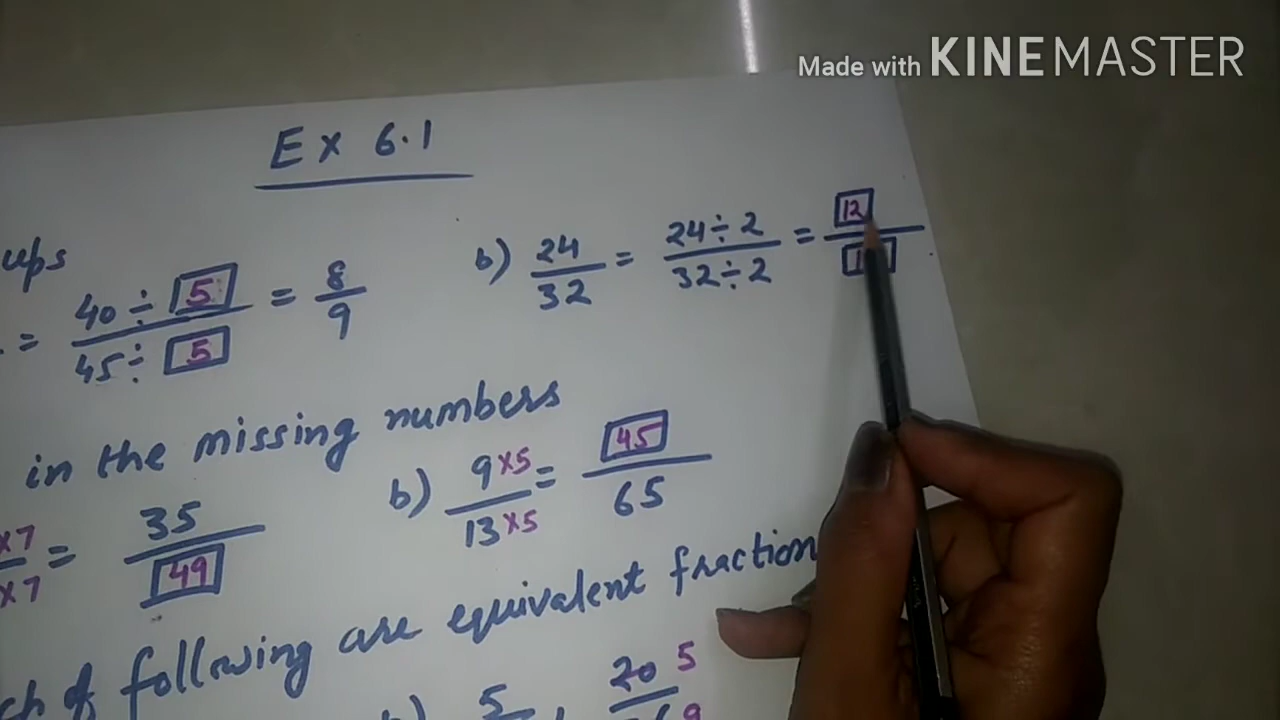 Made with KINEMASTER
Ex 6.1
ups
= 40 ÷ 5 / 45 ÷ 5 = 8 / 9
b) 24 / 32 = 24 ÷ 2 / 32 ÷ 2 = 12 /
in the missing numbers
×7 / ×7 = 35 / 49
b) 9 ×5 / 13 ×5 = 45 / 65
of following are equivalent fraction
b) 5 , 20 5
9